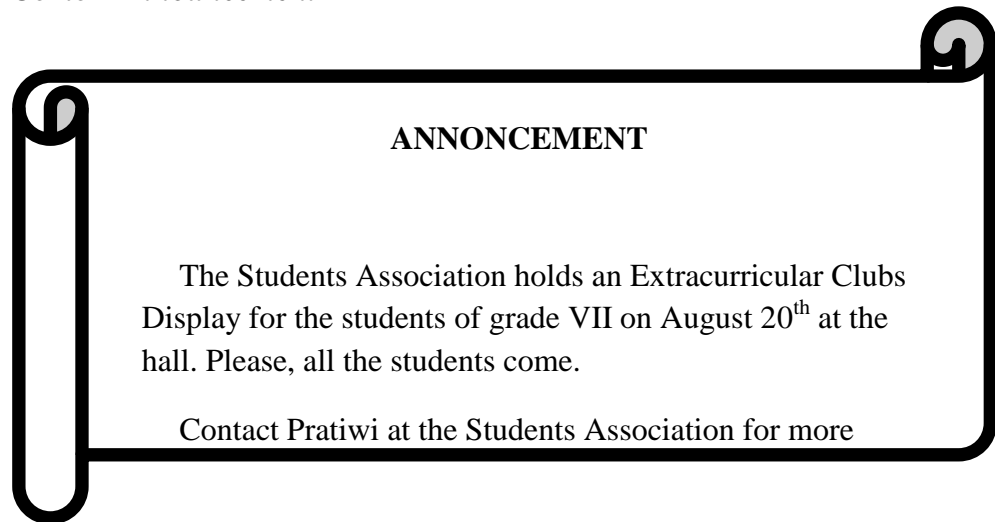 ANNONCEMENT
The Students Association holds an Extracurricular Clubs
Display for the students of grade VII on August 20th at the
hall. Please, all the students come.
Contact Pratiwi at the Students Association for more